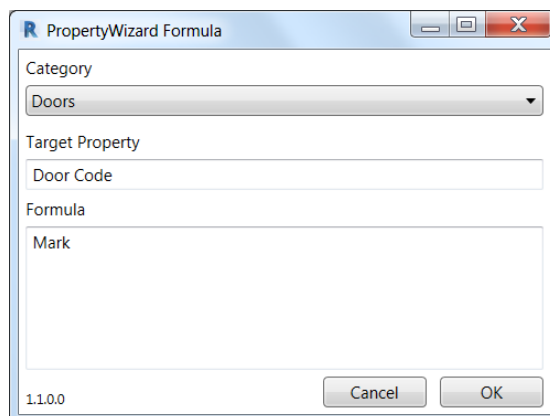 PropertyWizard Formula
Category
Doors
Target Property
Door Code
Formula
Mark
1.1.0.0
Cancel
OK